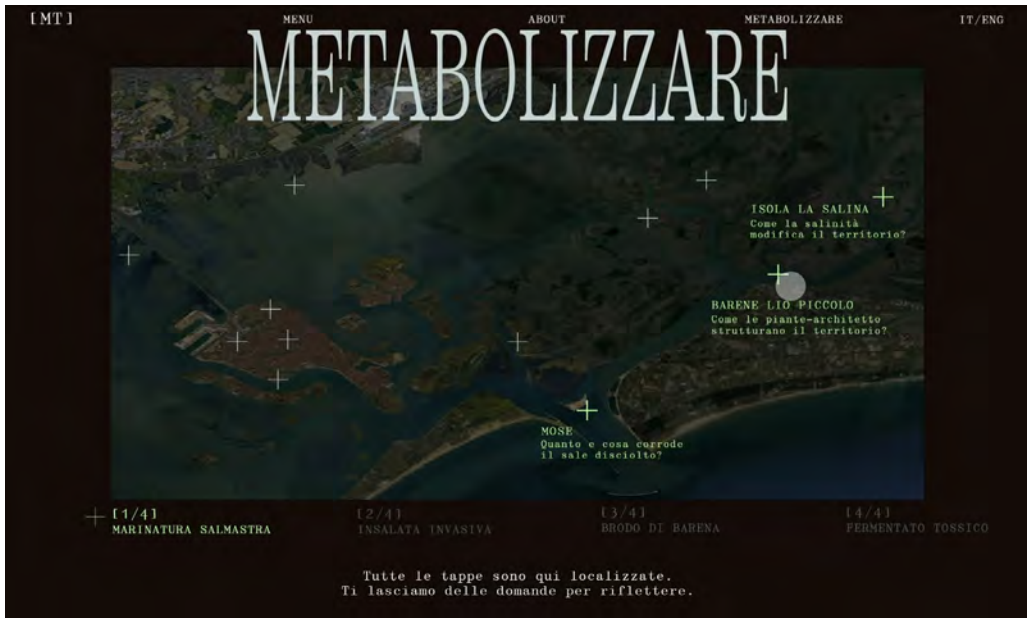 [MT]
MENU
ABOUT
METABOLIZZARE
IT/ENG
METABOLIZZARE
ISOLA LA SALINA
Come la salinità
modifica il territorio?
BARENE LIO PICCOLO
Come le piante-architetto
strutturano il territorio?
MOSE
Quanto e cosa corrode
il sale disciolto?
[1/4]
MARINATURA SALMASTRA
[2/4]
INSALATA INVASIVA
[3/4]
BRODO DI BARENA
[4/4]
FERMENTATO TOSSICO
Tutte le tappe sono qui localizzate.
Ti lasciamo delle domande per riflettere.